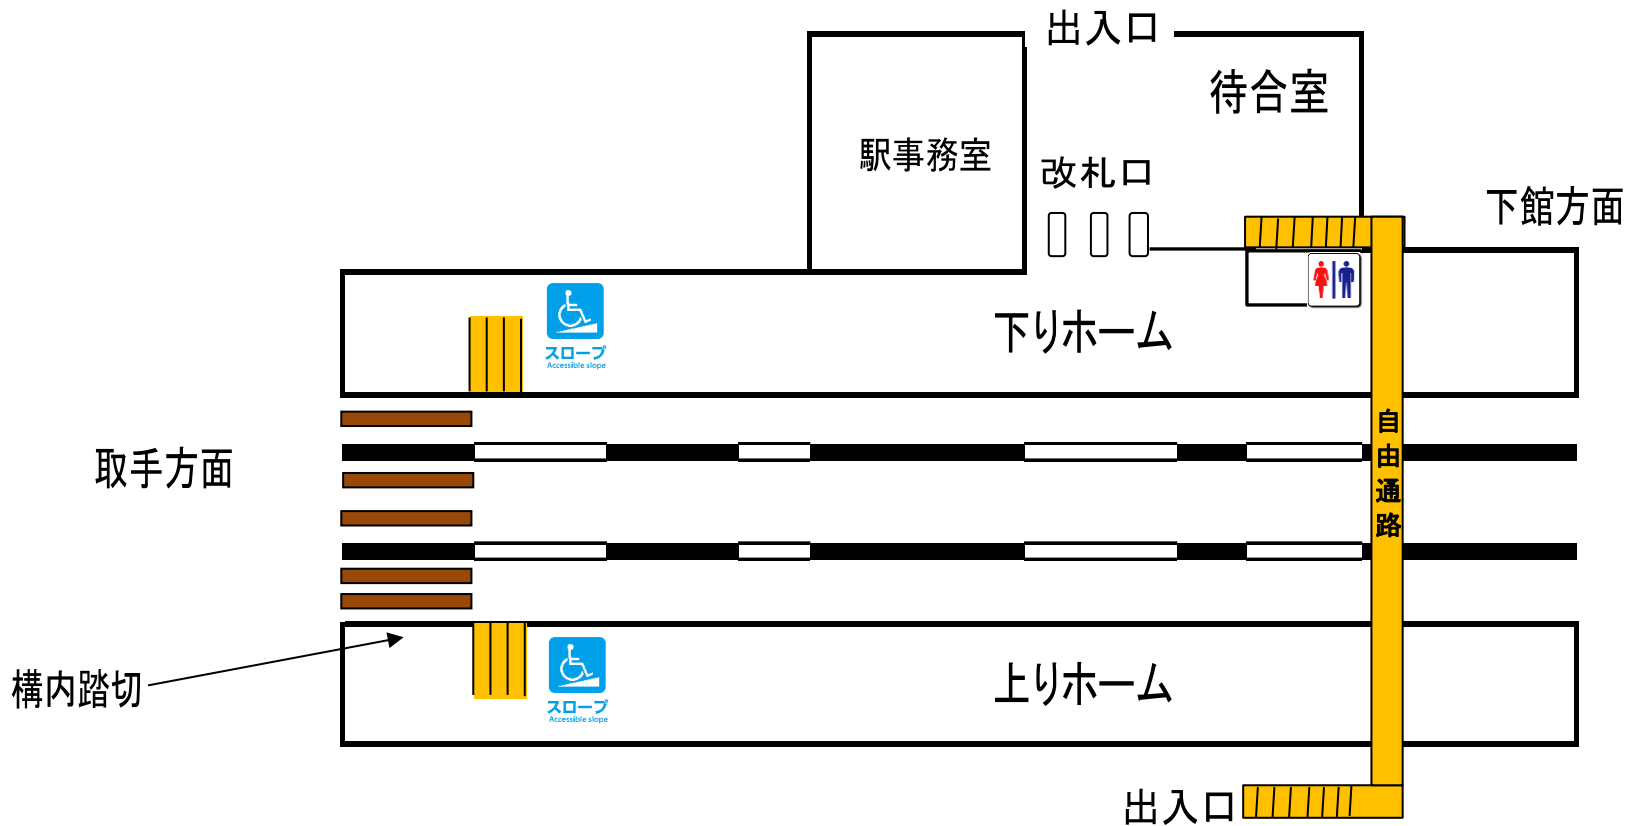 出入口
待合室
駅事務室
改札口
下館方面
スロープ
Accessible slope
下りホーム
自由通路
取手方面
構内踏切
スロープ
Accessible slope
上りホーム
出入口